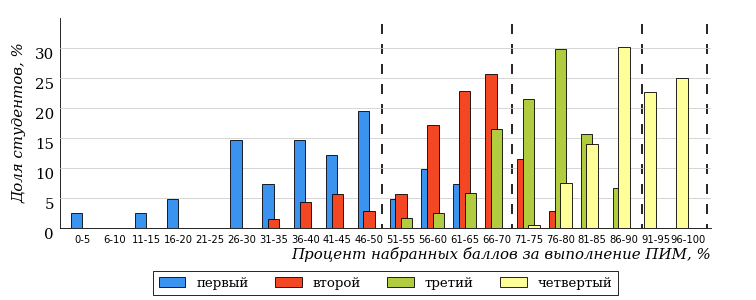 Доля студентов, %
30
25
20
15
10
5
0
0-5 6-10 11-15 16-20 21-25 26-30 31-35 36-40 41-45 46-50 51-55 56-60 61-65 66-70 71-75 76-80 81-85 86-90 91-95 96-100
Процент набранных баллов за выполнение ПИМ, %
первый второй третий четвертый